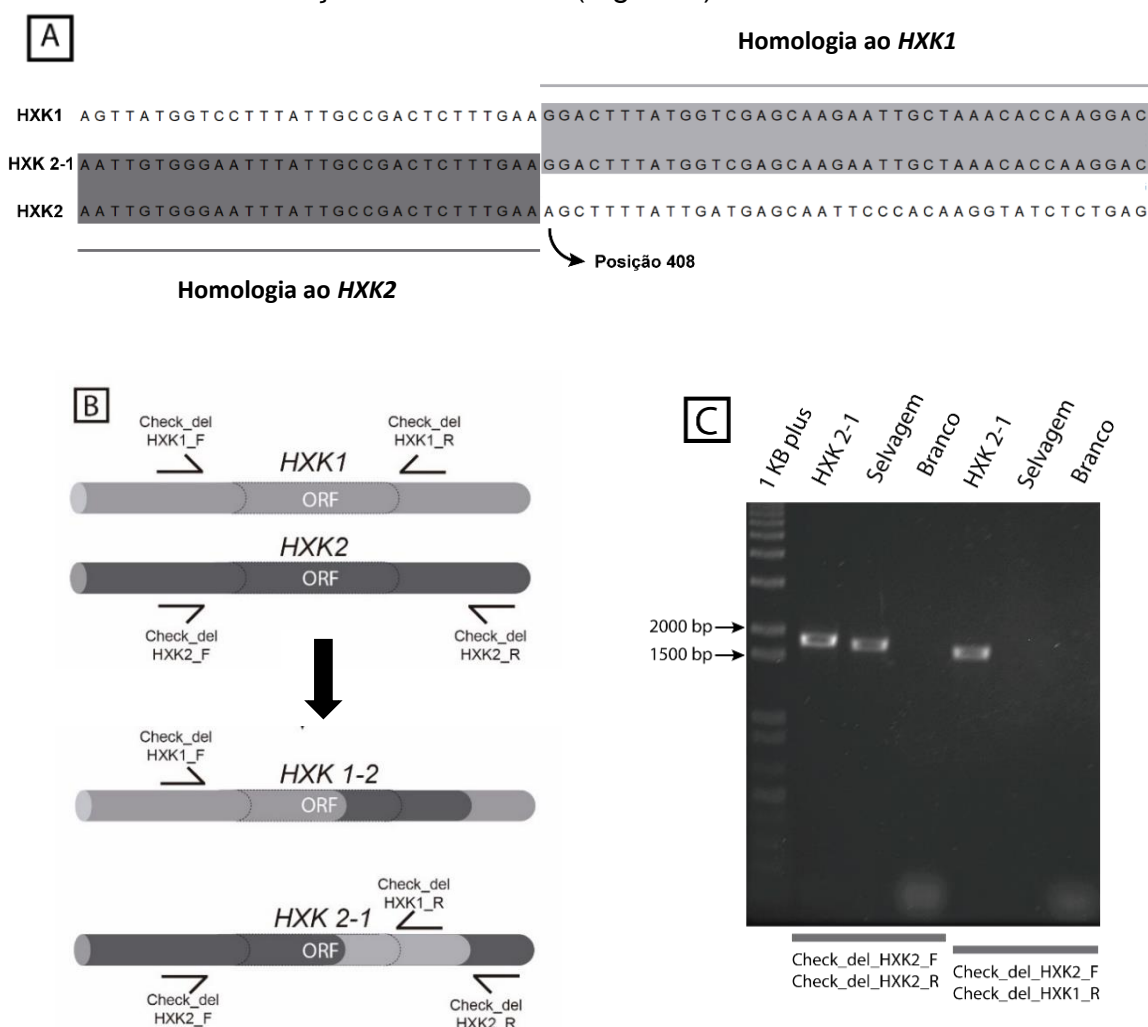 A
Homologia ao HXK1
HXK1 AGTTATGGTCCTTTATTGCCGACTCTTTGAAGGACTTTATGGTCGAGCAAGAATTGCTAAACACCAAGGAC
HXK 2-1 AATTGTGGGAATTTATTGCCGACTCTTTGAAGGACTTTATGGTCGAGCAAGAATTGCTAAACACCAAGGAC
HXK2 AATTGTGGGAATTTATTGCCGACTCTTTGAAAGCTTTTATTGATGAGCAATTCCCACAAGGTATCTCTGAG
Posição 408
Homologia ao HXK2
B
Check_del
HXK1_F
Check_del
HXK1_R
HXK1
ORF
HXK2
ORF
Check_del
HXK2_F
Check_del
HXK2_R
Check_del
HXK1_F
HXK 1-2
ORF
Check_del
HXK1_R
HXK 2-1
ORF
Check_del
HXK2_F
Check_del
HXK2_R
C
1 KB plus
HXK 2-1
Selvagem
Branco
HXK 2-1
Selvagem
Branco
2000 bp
1500 bp
Check_del_HXK2_F
Check_del_HXK2_R
Check_del_HXK2_F
Check_del_HXK1_R